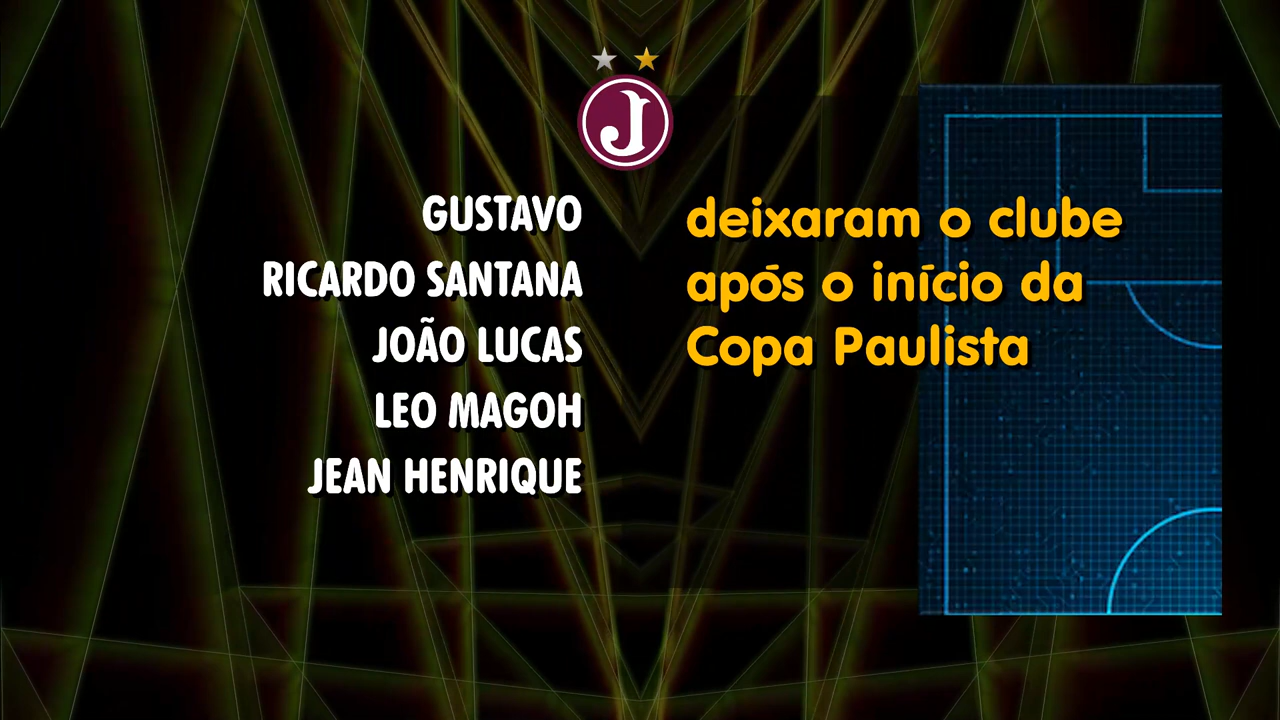 J
GUSTAVO
RICARDO SANTANA
JOÃO LUCAS
LEO MAGOH
JEAN HENRIQUE
deixaram o clube
após o início da
Copa Paulista